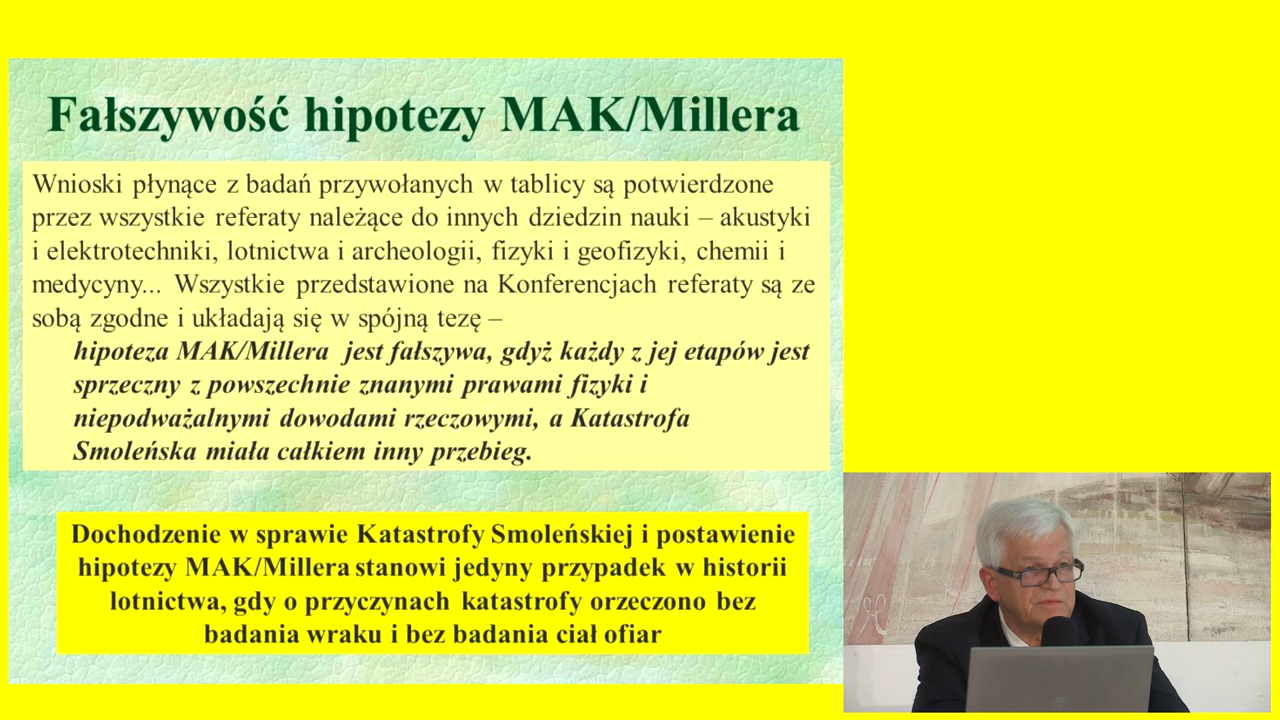 Fałszywość hipotezy MAK/Millera
Wnioski płynące z badań przywołanych w tablicy są potwierdzone
przez wszystkie referaty należące do innych dziedzin nauki – akustyki
i elektrotechniki, lotnictwa i archeologii, fizyki i geofizyki, chemii i
medycyny... Wszystkie przedstawione na Konferencjach referaty są ze
sobą zgodne i układają się w spójną tezę –
hipoteza MAK/Millera jest fałszywa, gdyż każdy z jej etapów jest
sprzeczny z powszechnie znanymi prawami fizyki i
niepodważalnymi dowodami rzeczowymi, a Katastrofa
Smoleńska miała całkiem inny przebieg.
Dochodzenie w sprawie Katastrofy Smoleńskiej i postawienie
hipotezy MAK/Millera stanowi jedyny przypadek w historii
lotnictwa, gdy o przyczynach katastrofy orzeczono bez
badania wraku i bez badania ciał ofiar